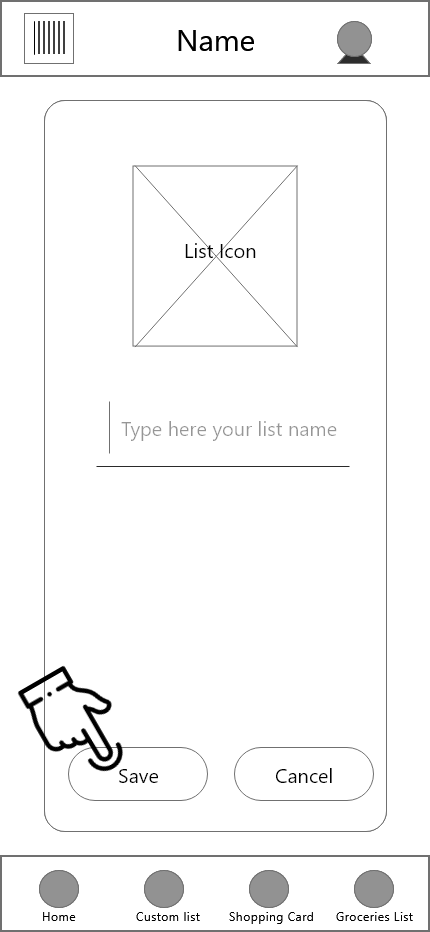 Name
List Icon
Type here your list name
Save
Cancel
Home
Custom list
Shopping Card
Groceries List